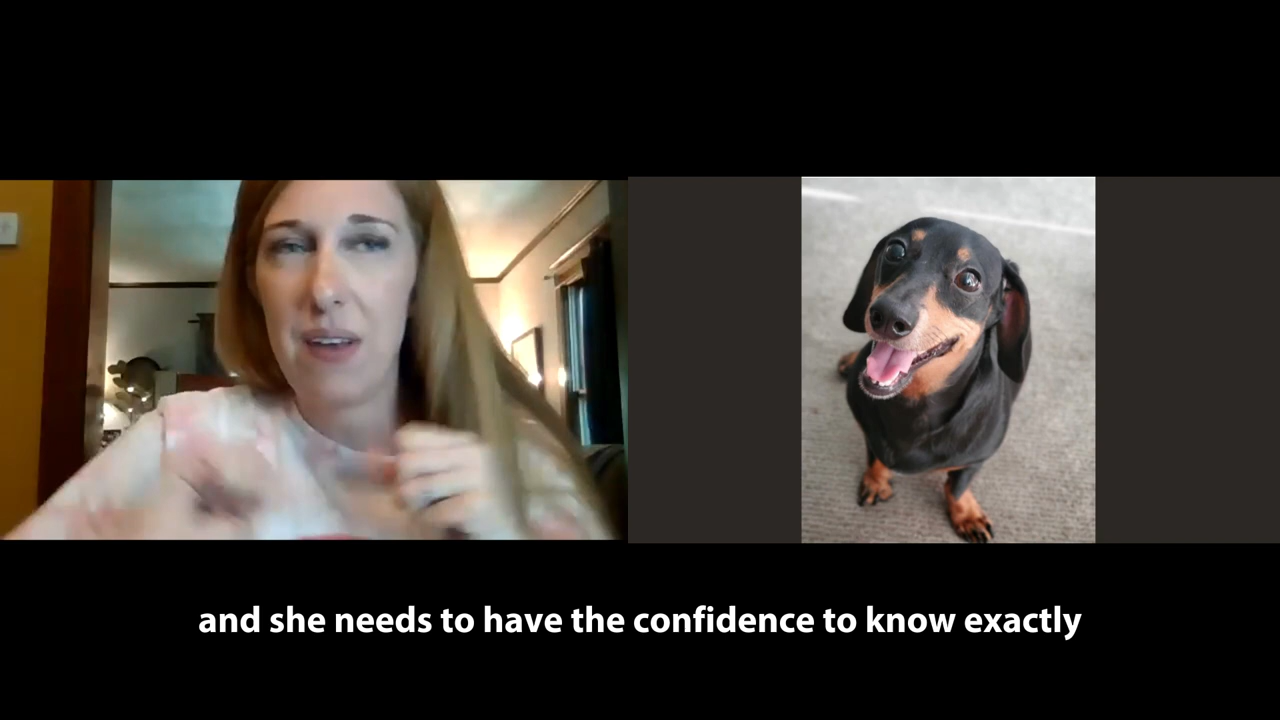 and she needs to have the confidence to know exactly